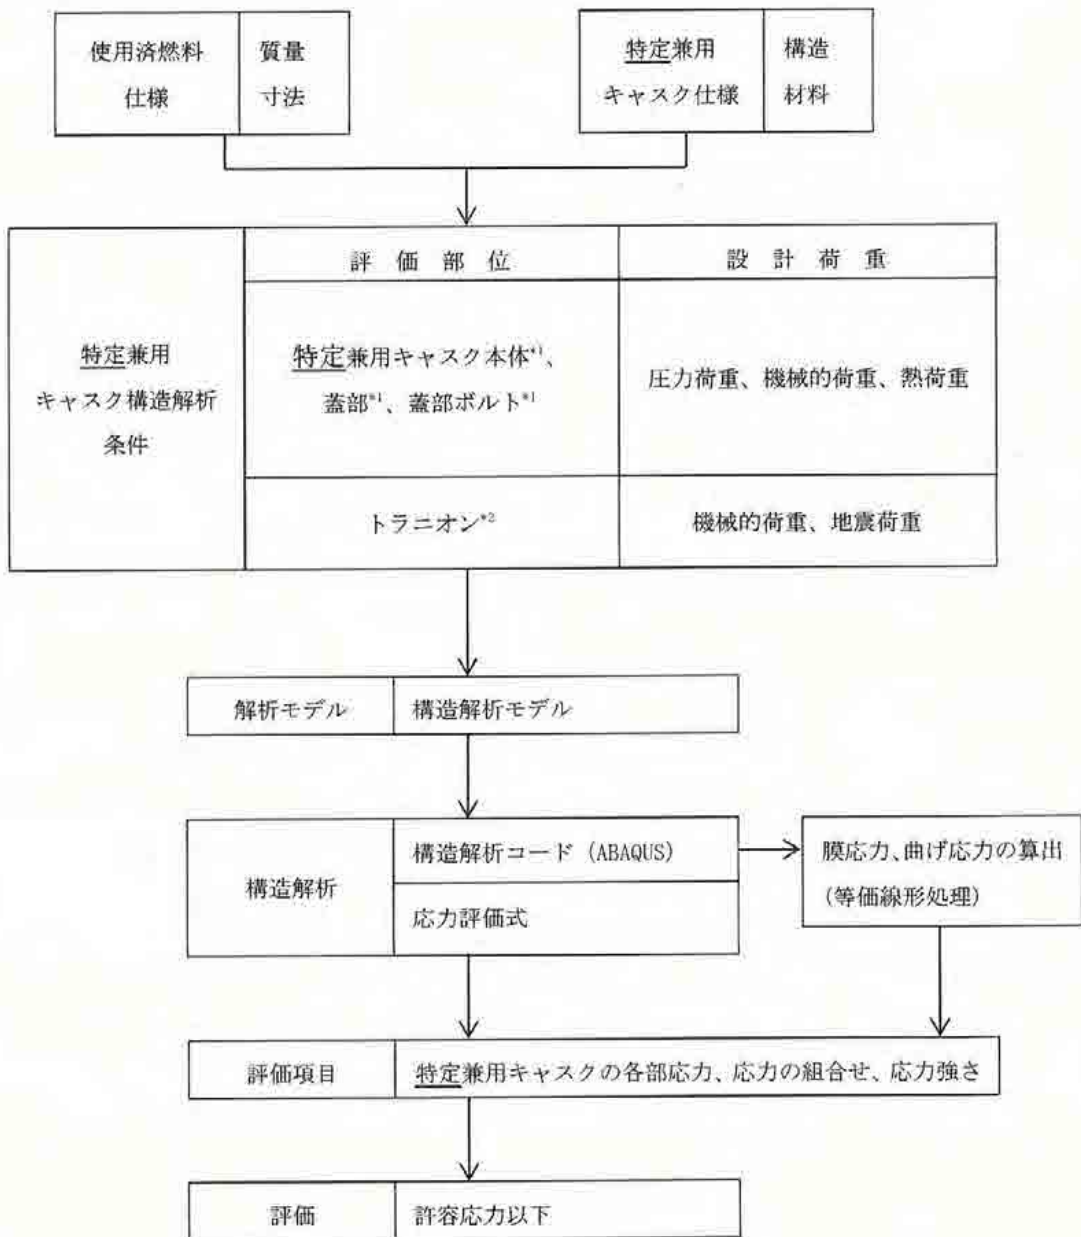 使用済燃料
仕様
質量
寸法
特定兼用
キャスク仕様
構造
材料
評価部位
設計荷重
特定兼用
キャスク構造解析
条件
特定兼用キャスク本体*1、
蓋部*1、蓋部ボルト*1
圧力荷重、機械的荷重、熱荷重
トラニオン*2
機械的荷重、地震荷重
解析モデル
構造解析モデル
構造解析
構造解析コード (ABAQUS)
応力評価式
膜応力、曲げ応力の算出
(等価線形処理)
評価項目
特定兼用キャスクの各部応力、応力の組合せ、応力強さ
評価
許容応力以下